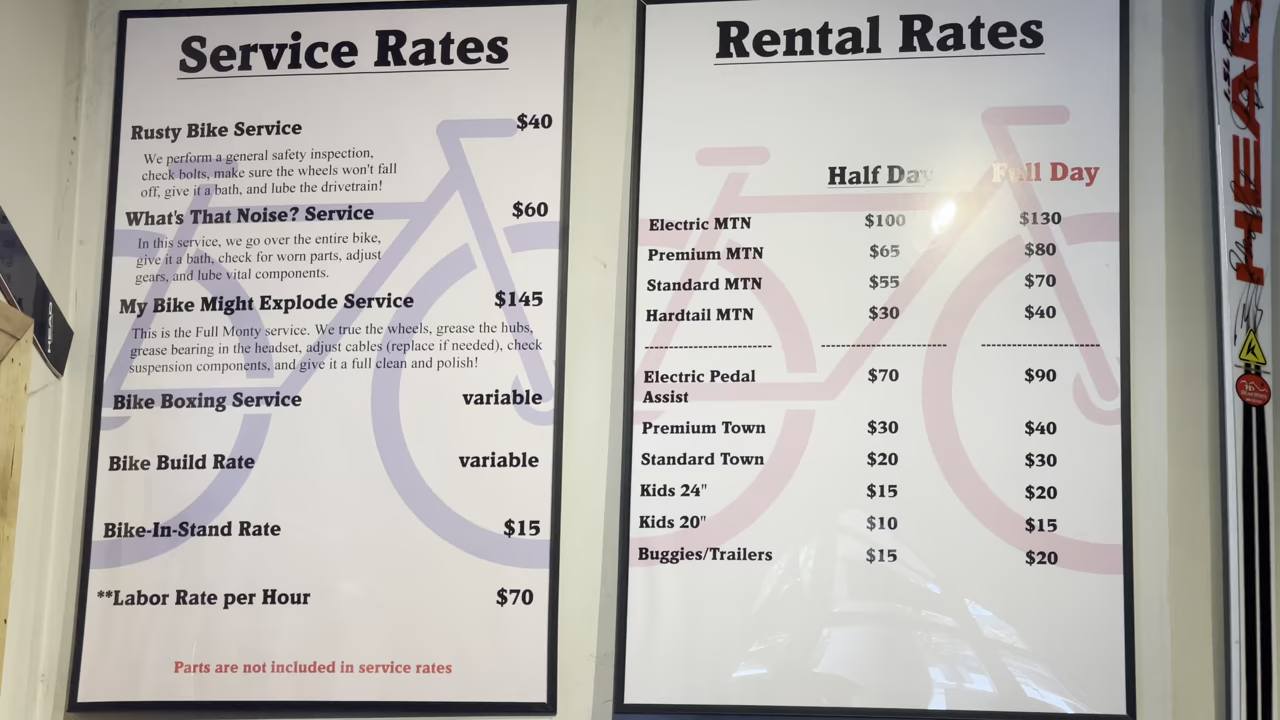 Service Rates
Rusty Bike Service $40
We perform a general safety inspection,
check bolts, make sure the wheels won't fall
off, give it a bath, and lube the drivetrain!
What's That Noise? Service $60
In this service, we go over the entire bike,
give it a bath, check for worn parts, adjust
gears, and lube vital components.
My Bike Might Explode Service $145
This is the Full Monty service. We true the wheels, grease the hubs,
grease bearing in the headset, adjust cables (replace if needed), check
suspension components, and give it a full clean and polish!
Bike Boxing Service variable
Bike Build Rate variable
Bike-In-Stand Rate $15
**Labor Rate per Hour $70
Parts are not included in service rates
Rental Rates
Half Day Full Day
Electric MTN $100 $130
Premium MTN $65 $80
Standard MTN $55 $70
Hardtail MTN $30 $40
Electric Pedal $70 $90
Assist
Premium Town $30 $40
Standard Town $20 $30
Kids 24" $15 $20
Kids 20" $10 $15
Buggies/Trailers $15 $20
HEAD
HEAD